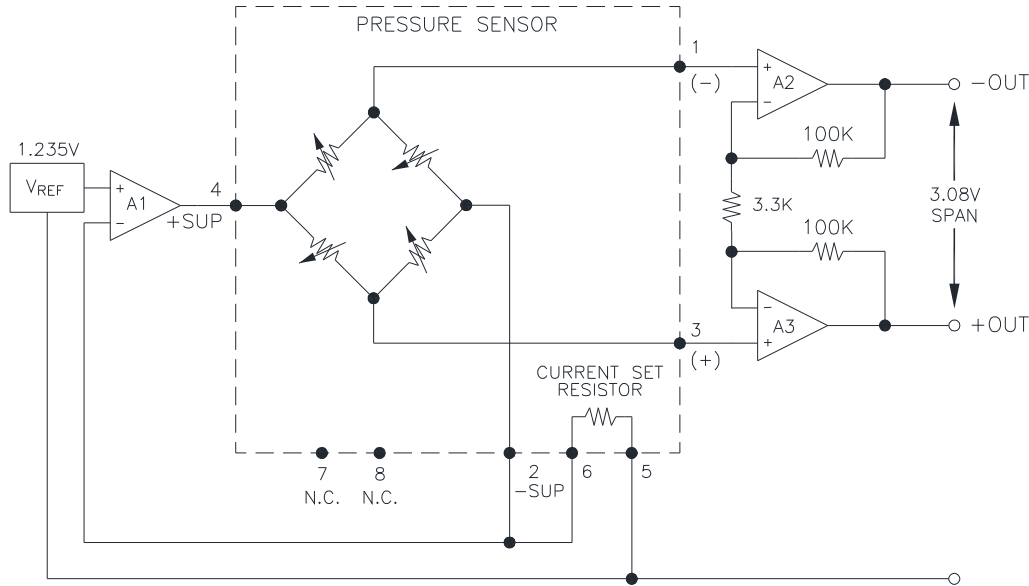 PRESSURE SENSOR
1
(−)
+
A2
−
−OUT
100K
1.235V
VREF
+
A1
−
4
+SUP
3.3K
3.08V
SPAN
100K
−
A3
+
+OUT
3
(+)
CURRENT SET
RESISTOR
7
N.C.
8
N.C.
2
−SUP
6
5